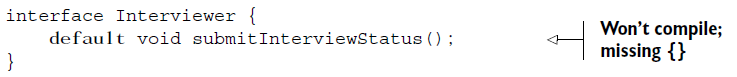 interface Interviewer {
    default void submitInterviewStatus();
}
Won't compile;
missing {}